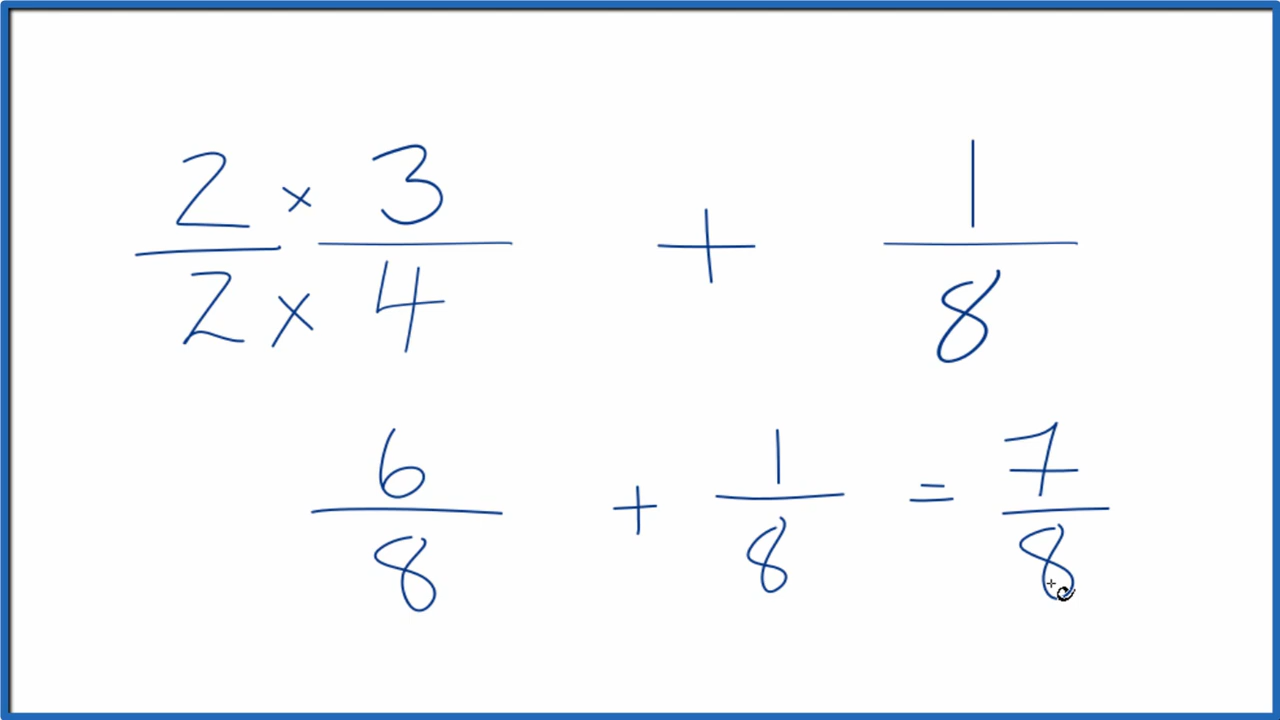 2/2 × 3/4 + 1/8
6/8 + 1/8 = 7/8